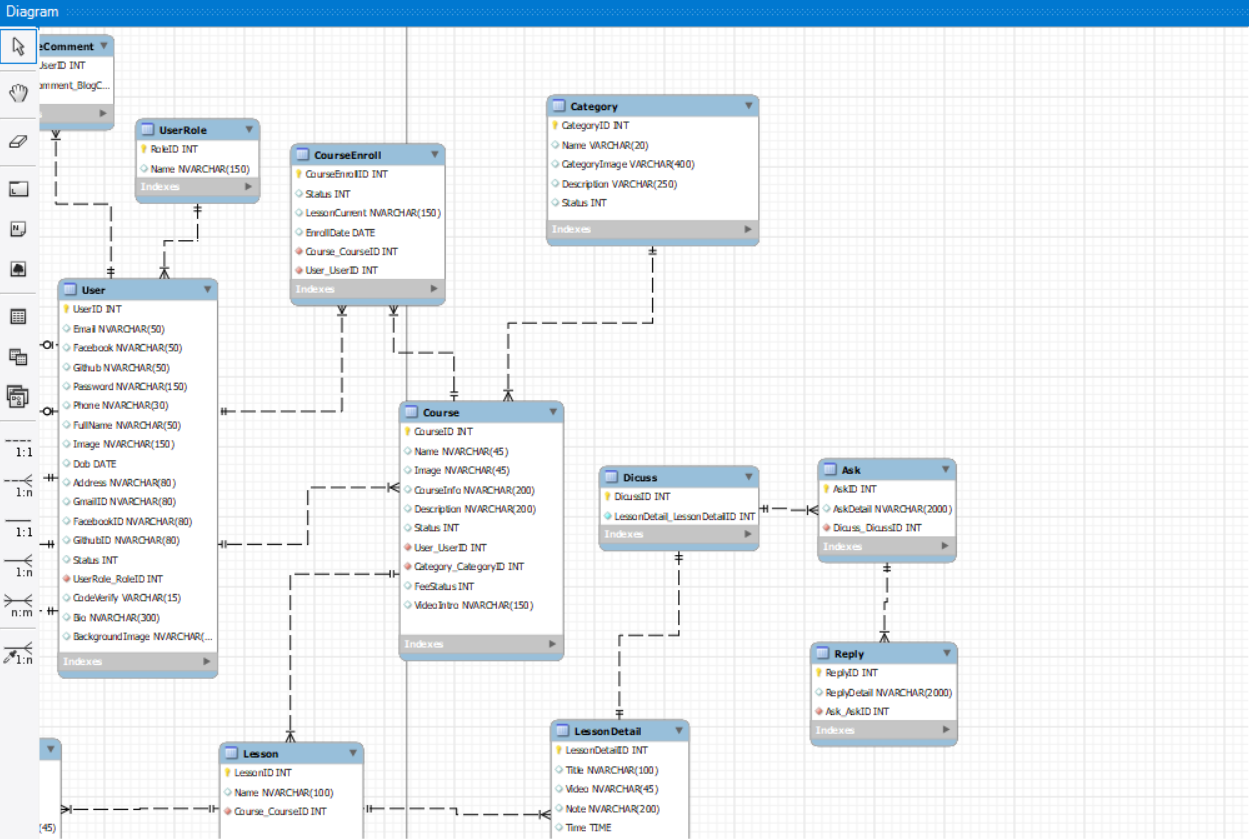 Diagram
eComment
UserID INT
omment_BlogC...
UserRole
RoleID INT
Name NVARCHAR(150)
Indexes
CourseEnroll
CourseEnrollID INT
Status INT
LessonCurrent NVARCHAR(150)
EnrollDate DATE
Course_CourseID INT
User_UserID INT
Indexes
Category
CategoryID INT
Name VARCHAR(20)
CategoryImage VARCHAR(400)
Description VARCHAR(250)
Status INT
Indexes
User
UserID INT
Email NVARCHAR(50)
Facebook NVARCHAR(50)
Github NVARCHAR(50)
Password NVARCHAR(150)
Phone NVARCHAR(30)
FullName NVARCHAR(50)
Image NVARCHAR(150)
Dob DATE
Address NVARCHAR(80)
GmailID NVARCHAR(80)
FacebookID NVARCHAR(80)
GithubID NVARCHAR(80)
Status INT
UserRole_RoleID INT
CodeVerify VARCHAR(15)
Bio NVARCHAR(300)
BackgroundImage NVARCHAR(...
Indexes
Course
CourseID INT
Name NVARCHAR(45)
Image NVARCHAR(45)
CourseInfo NVARCHAR(200)
Description NVARCHAR(200)
Status INT
User_UserID INT
Category_CategoryID INT
FeeStatus INT
VideoIntro NVARCHAR(150)
Indexes
Dicuss
DicussID INT
LessonDetail_LessonDetailID INT
Indexes
Ask
AskID INT
AskDetail NVARCHAR(2000)
Dicuss_DicussID INT
Indexes
Reply
ReplyID INT
ReplyDetail NVARCHAR(2000)
Ask_AskID INT
Indexes
1:1
1:n
1:1
1:n
n:m
1:n
(45)
Lesson
LessonID INT
Name NVARCHAR(100)
Course_CourseID INT
LessonDetail
LessonDetailID INT
Title NVARCHAR(100)
Video NVARCHAR(45)
Note NVARCHAR(200)
Time TIME